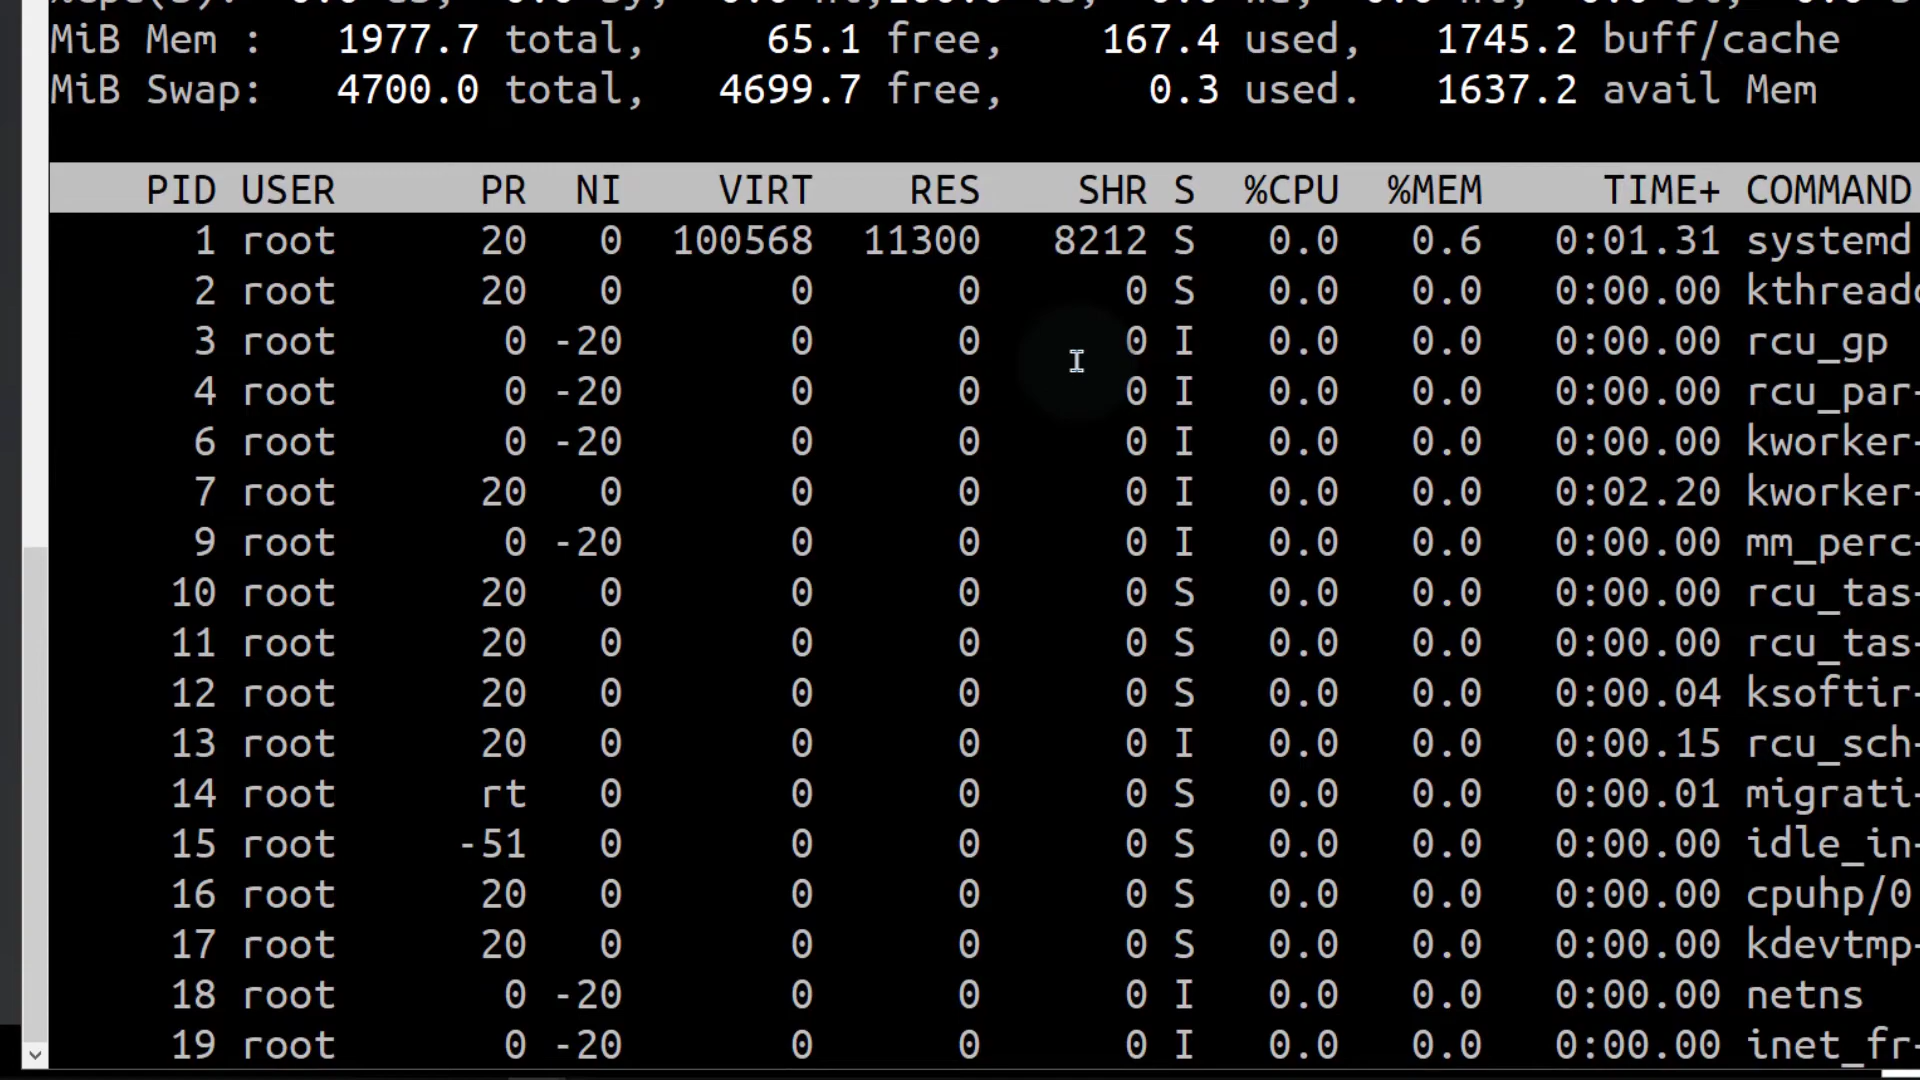 MiB Mem : 1977.7 total, 65.1 free, 167.4 used, 1745.2 buff/cache
MiB Swap: 4700.0 total, 4699.7 free, 0.3 used. 1637.2 avail Mem
PID USER PR NI VIRT RES SHR S %CPU %MEM TIME+ COMMAND
1 root 20 0 100568 11300 8212 S 0.0 0.6 0:01.31 systemd
2 root 20 0 0 0 0 S 0.0 0.0 0:00.00 kthreadd
3 root 0 -20 0 0 0 I 0.0 0.0 0:00.00 rcu_gp
4 root 0 -20 0 0 0 I 0.0 0.0 0:00.00 rcu_par-
6 root 0 -20 0 0 0 I 0.0 0.0 0:00.00 kworker-
7 root 20 0 0 0 0 I 0.0 0.0 0:02.20 kworker-
9 root 0 -20 0 0 0 I 0.0 0.0 0:00.00 mm_perc-
10 root 20 0 0 0 0 S 0.0 0.0 0:00.00 rcu_tas-
11 root 20 0 0 0 0 S 0.0 0.0 0:00.00 rcu_tas-
12 root 20 0 0 0 0 S 0.0 0.0 0:00.04 ksoftir-
13 root 20 0 0 0 0 I 0.0 0.0 0:00.15 rcu_sch-
14 root rt 0 0 0 0 S 0.0 0.0 0:00.01 migrati-
15 root -51 0 0 0 0 S 0.0 0.0 0:00.00 idle_in-
16 root 20 0 0 0 0 S 0.0 0.0 0:00.00 cpuhp/0
17 root 20 0 0 0 0 S 0.0 0.0 0:00.00 kdevtmp-
18 root 0 -20 0 0 0 I 0.0 0.0 0:00.00 netns
19 root 0 -20 0 0 0 I 0.0 0.0 0:00.00 inet_fr-